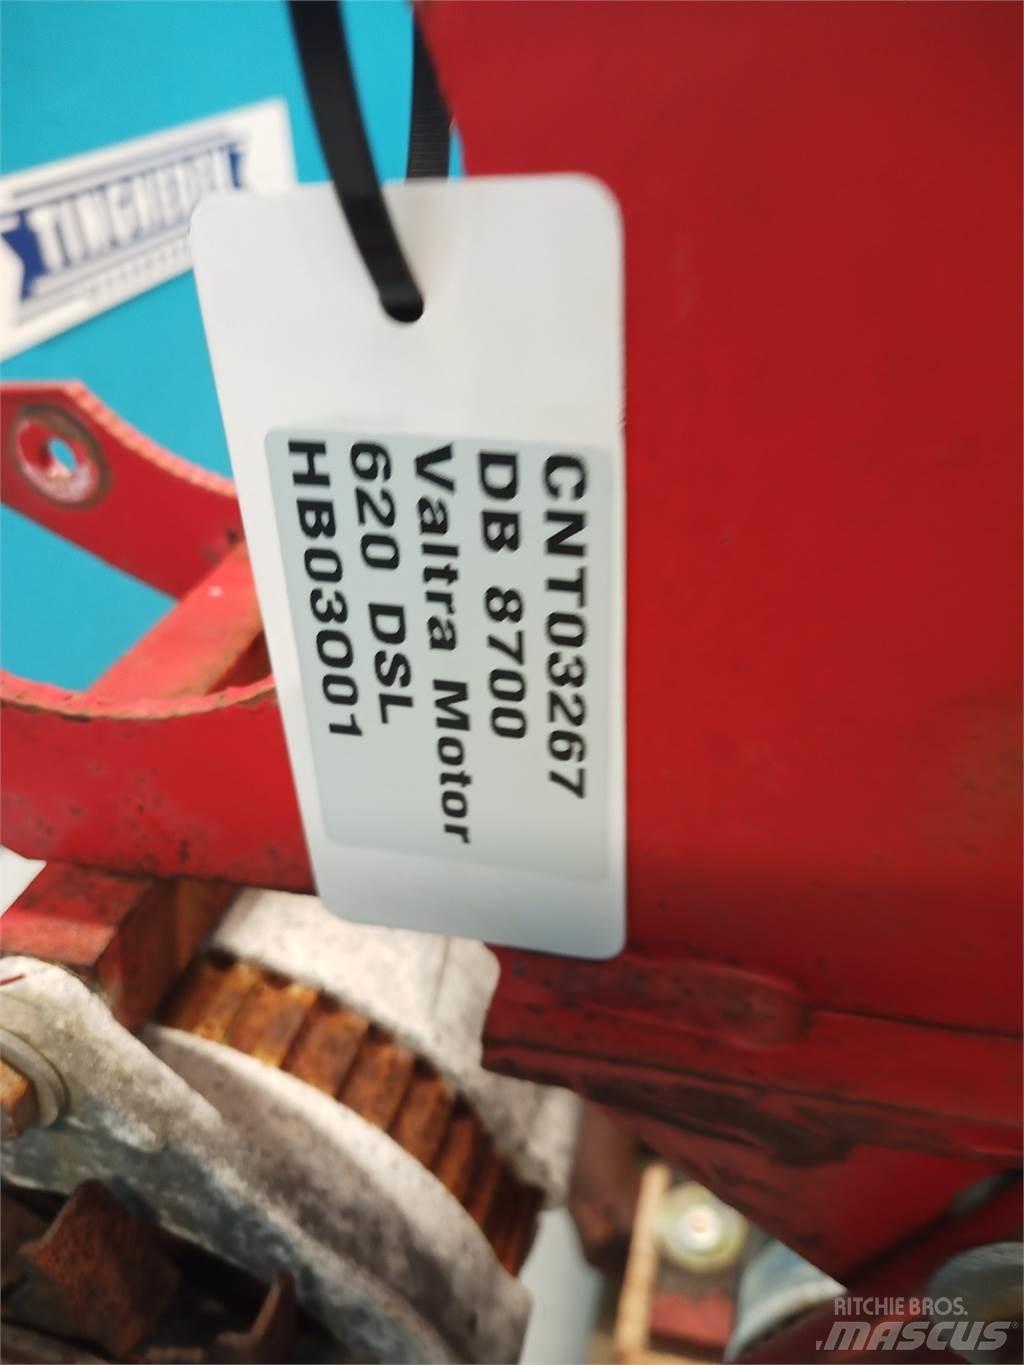 TINGHEDEN
CNT03267
DB 8700
Valtra Motor
620 DSL
HB03001
RITCHIE BROS.
MASCUS